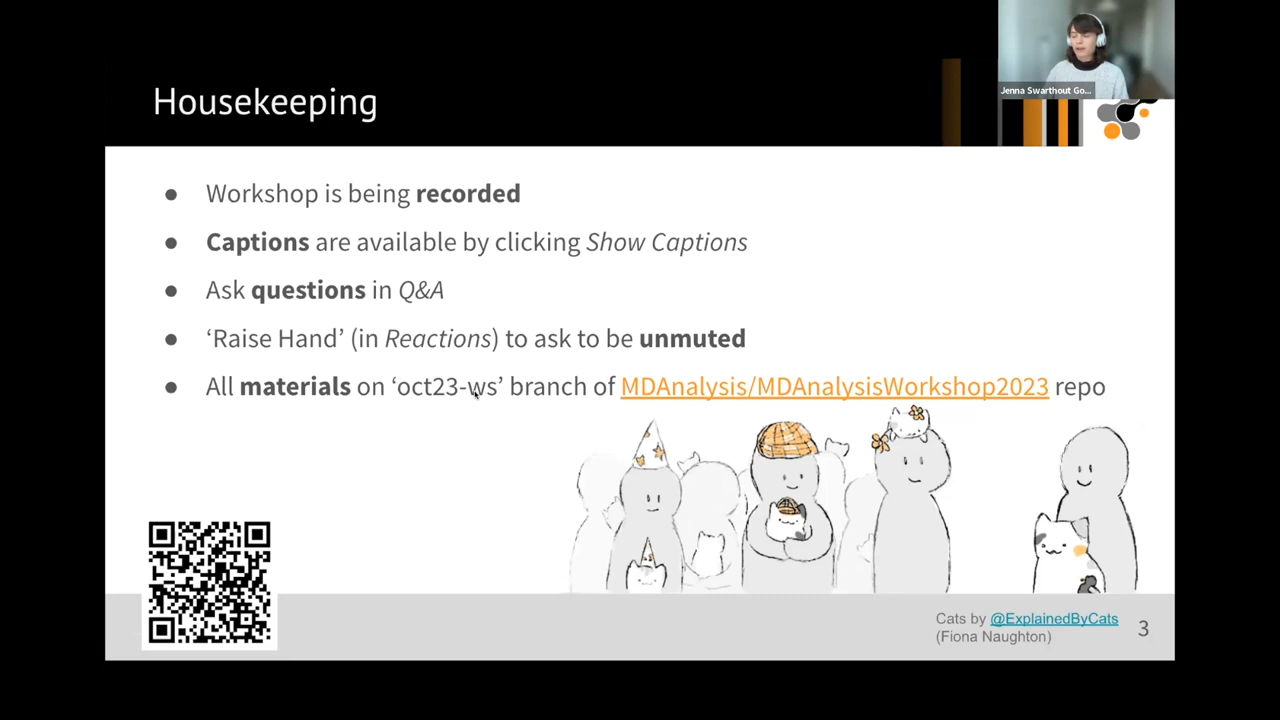 Jenna Swarthout Go...
Housekeeping
● Workshop is being recorded
● Captions are available by clicking Show Captions
● Ask questions in Q&A
● ‘Raise Hand’ (in Reactions) to ask to be unmuted
● All materials on ‘oct23-ws’ branch of MDAnalysis/MDAnalysisWorkshop2023 repo
Cats by @ExplainedByCats
(Fiona Naughton)
3